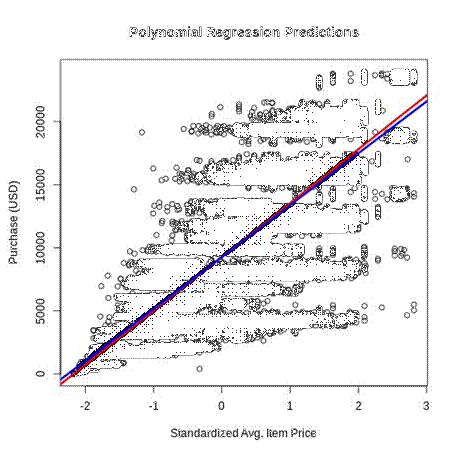 Polynomial Regression Predictions
20000
15000
10000
5000
0
Purchase (USD)
-2 -1 0 1 2 3
Standardized Avg. Item Price